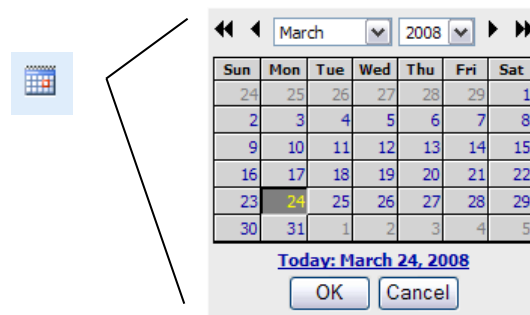 March 2008
Sun Mon Tue Wed Thu Fri Sat
24 25 26 27 28 29 1
2 3 4 5 6 7 8
9 10 11 12 13 14 15
16 17 18 19 20 21 22
23 24 25 26 27 28 29
30 31 1 2 3 4 5
Today: March 24, 2008
OK Cancel